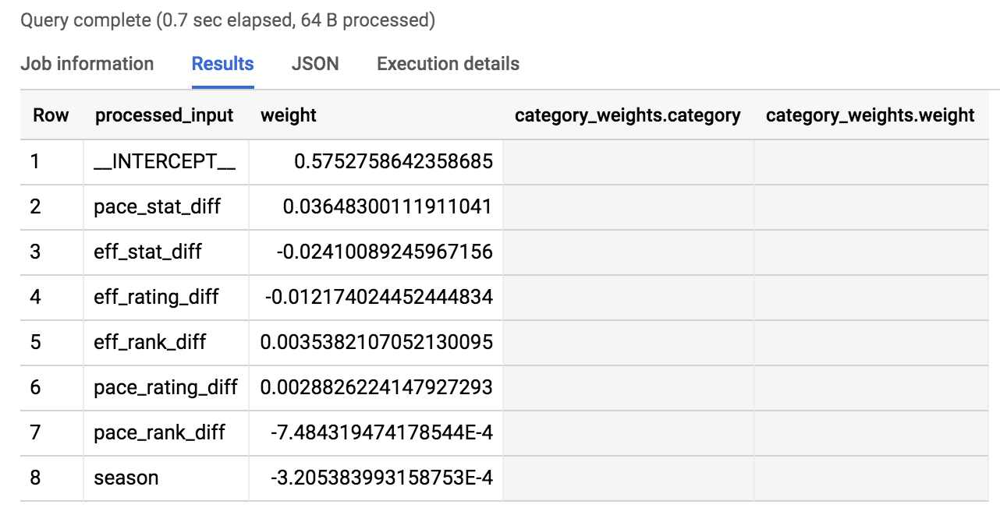 Query complete (0.7 sec elapsed, 64 B processed)
Job information Results JSON Execution details
Row processed_input weight category_weights.category category_weights.weight
1 __INTERCEPT__ 0.5752758642358685
2 pace_stat_diff 0.03648300111911041
3 eff_stat_diff -0.02410089245967156
4 eff_rating_diff -0.012174024452444834
5 eff_rank_diff 0.0035382107052130095
6 pace_rating_diff 0.0028826224147927293
7 pace_rank_diff -7.484319474178544E-4
8 season -3.205383993158753E-4